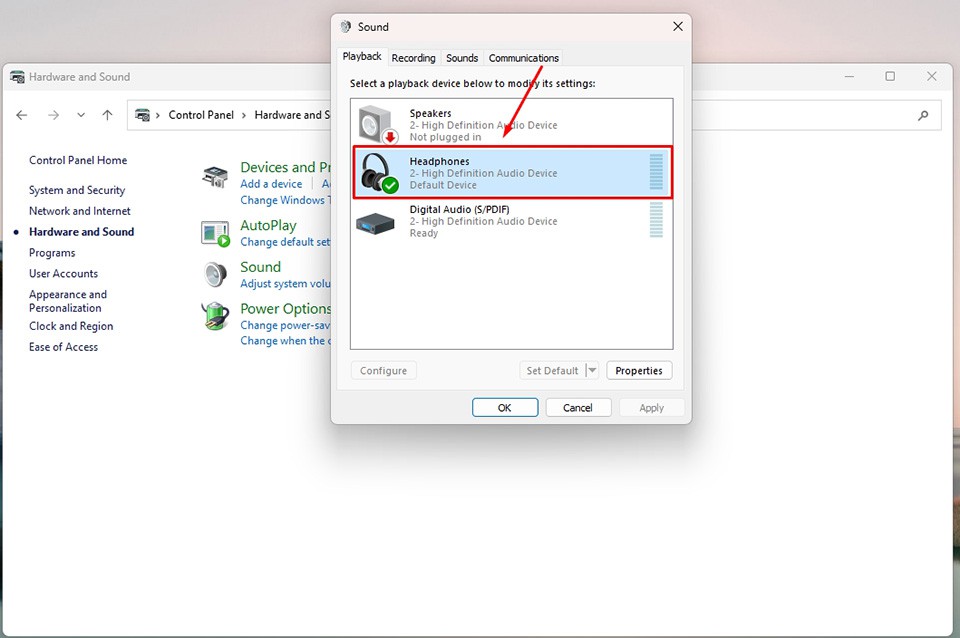 Sound
Playback
Recording
Sounds
Communications
Select a playback device below to modify its settings:
Speakers
2- High Definition Audio Device
Not plugged in
Headphones
2- High Definition Audio Device
Default Device
Digital Audio (S/PDIF)
2- High Definition Audio Device
Ready
Configure
Set Default
Properties
OK
Cancel
Apply
Hardware and Sound
Control Panel
Hardware and S
Control Panel Home
System and Security
Network and Internet
Hardware and Sound
Programs
User Accounts
Appearance and
Personalization
Clock and Region
Ease of Access
Devices and Pr
Add a device
Change Windows T
AutoPlay
Change default set
Sound
Adjust system volu
Power Options
Change power-sav
Change when the